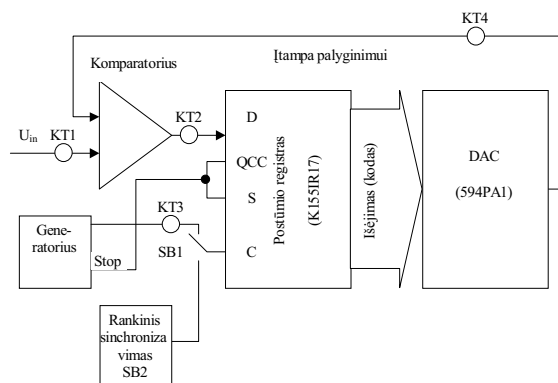 KT4
Įtampa palyginimui
Komparatorius
U_in
KT1
KT2
D
QCC
S
C
Postūmio registras
(K155IR17)
Išėjimas (kodas)
DAC
(594PA1)
Gene-
ratorius
Stop
KT3
SB1
Rankinis
sinchroniza
vimas
SB2